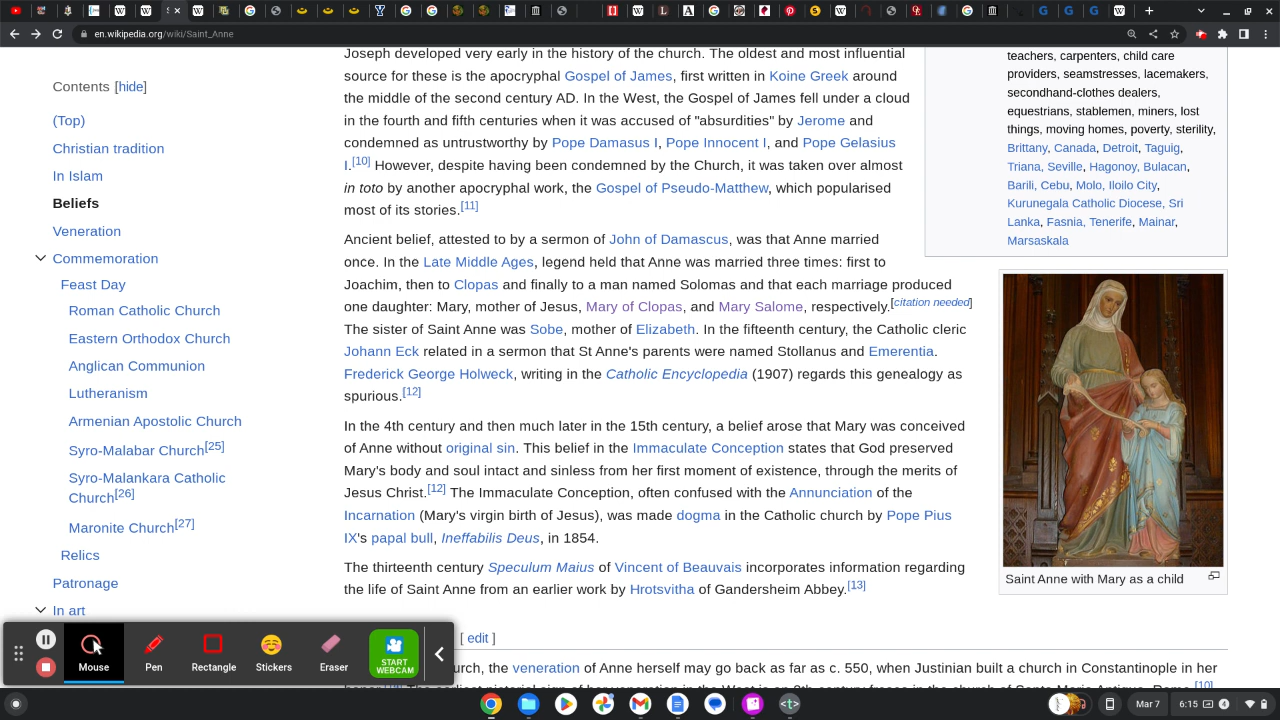 en.wikipedia.org/wiki/Saint_Anne
Contents [hide]
(Top)
Christian tradition
In Islam
Beliefs
Veneration
Commemoration
Feast Day
Roman Catholic Church
Eastern Orthodox Church
Anglican Communion
Lutheranism
Armenian Apostolic Church
Syro-Malabar Church[25]
Syro-Malankara Catholic
Church[26]
Maronite Church[27]
Relics
Patronage
In art
Joseph developed very early in the history of the church. The oldest and most influential
source for these is the apocryphal Gospel of James, first written in Koine Greek around
the middle of the second century AD. In the West, the Gospel of James fell under a cloud
in the fourth and fifth centuries when it was accused of "absurdities" by Jerome and
condemned as untrustworthy by Pope Damasus I, Pope Innocent I, and Pope Gelasius
I.[10] However, despite having been condemned by the Church, it was taken over almost
in toto by another apocryphal work, the Gospel of Pseudo-Matthew, which popularised
most of its stories.[11]
Ancient belief, attested to by a sermon of John of Damascus, was that Anne married
once. In the Late Middle Ages, legend held that Anne was married three times: first to
Joachim, then to Clopas and finally to a man named Solomas and that each marriage produced
one daughter: Mary, mother of Jesus, Mary of Clopas, and Mary Salome, respectively.[citation needed]
The sister of Saint Anne was Sobe, mother of Elizabeth. In the fifteenth century, the Catholic cleric
Johann Eck related in a sermon that St Anne's parents were named Stollanus and Emerentia.
Frederick George Holweck, writing in the Catholic Encyclopedia (1907) regards this genealogy as
spurious.[12]
In the 4th century and then much later in the 15th century, a belief arose that Mary was conceived
of Anne without original sin. This belief in the Immaculate Conception states that God preserved
Mary's body and soul intact and sinless from her first moment of existence, through the merits of
Jesus Christ.[12] The Immaculate Conception, often confused with the Annunciation of the
Incarnation (Mary's virgin birth of Jesus), was made dogma in the Catholic church by Pope Pius
IX's papal bull, Ineffabilis Deus, in 1854.
The thirteenth century Speculum Maius of Vincent of Beauvais incorporates information regarding
the life of Saint Anne from an earlier work by Hrotsvitha of Gandersheim Abbey.[13]
[ edit ]
the veneration of Anne herself may go back as far as c. 550, when Justinian built a church in Constantinople in her
teachers, carpenters, child care
providers, seamstresses, lacemakers,
secondhand-clothes dealers,
equestrians, stablemen, miners, lost
things, moving homes, poverty, sterility,
Brittany, Canada, Detroit, Taguig,
Triana, Seville, Hagonoy, Bulacan,
Barili, Cebu, Molo, Iloilo City,
Kurunegala Catholic Diocese, Sri
Lanka, Fasnia, Tenerife, Mainar,
Marsaskala
Saint Anne with Mary as a child
Mouse
Pen
Rectangle
Stickers
Eraser
START
WEBCAM
Mar 7
6:15